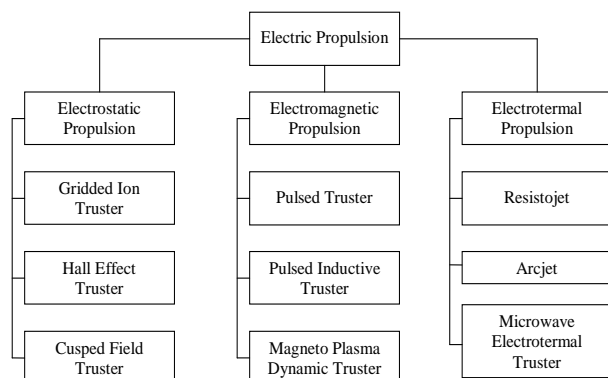 Electric Propulsion
Electrostatic
Propulsion
Gridded Ion
Truster
Hall Effect
Truster
Cusped Field
Truster
Electromagnetic
Propulsion
Pulsed Truster
Pulsed Inductive
Truster
Magneto Plasma
Dynamic Truster
Electrotermal
Propulsion
Resistojet
Arcjet
Microwave
Electrotermal
Truster